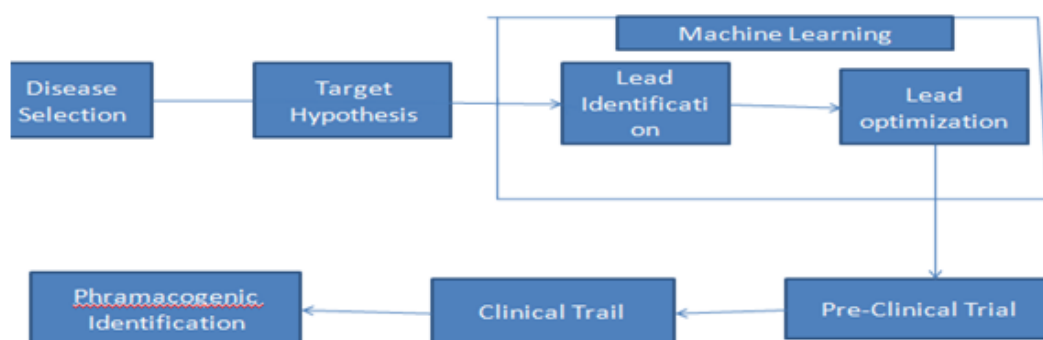 Machine Learning
Disease
Selection
Target
Hypothesis
Lead
Identificati
on
Lead
optimization
Phramacogenic
Identification
Clinical Trail
Pre-Clinical Trial